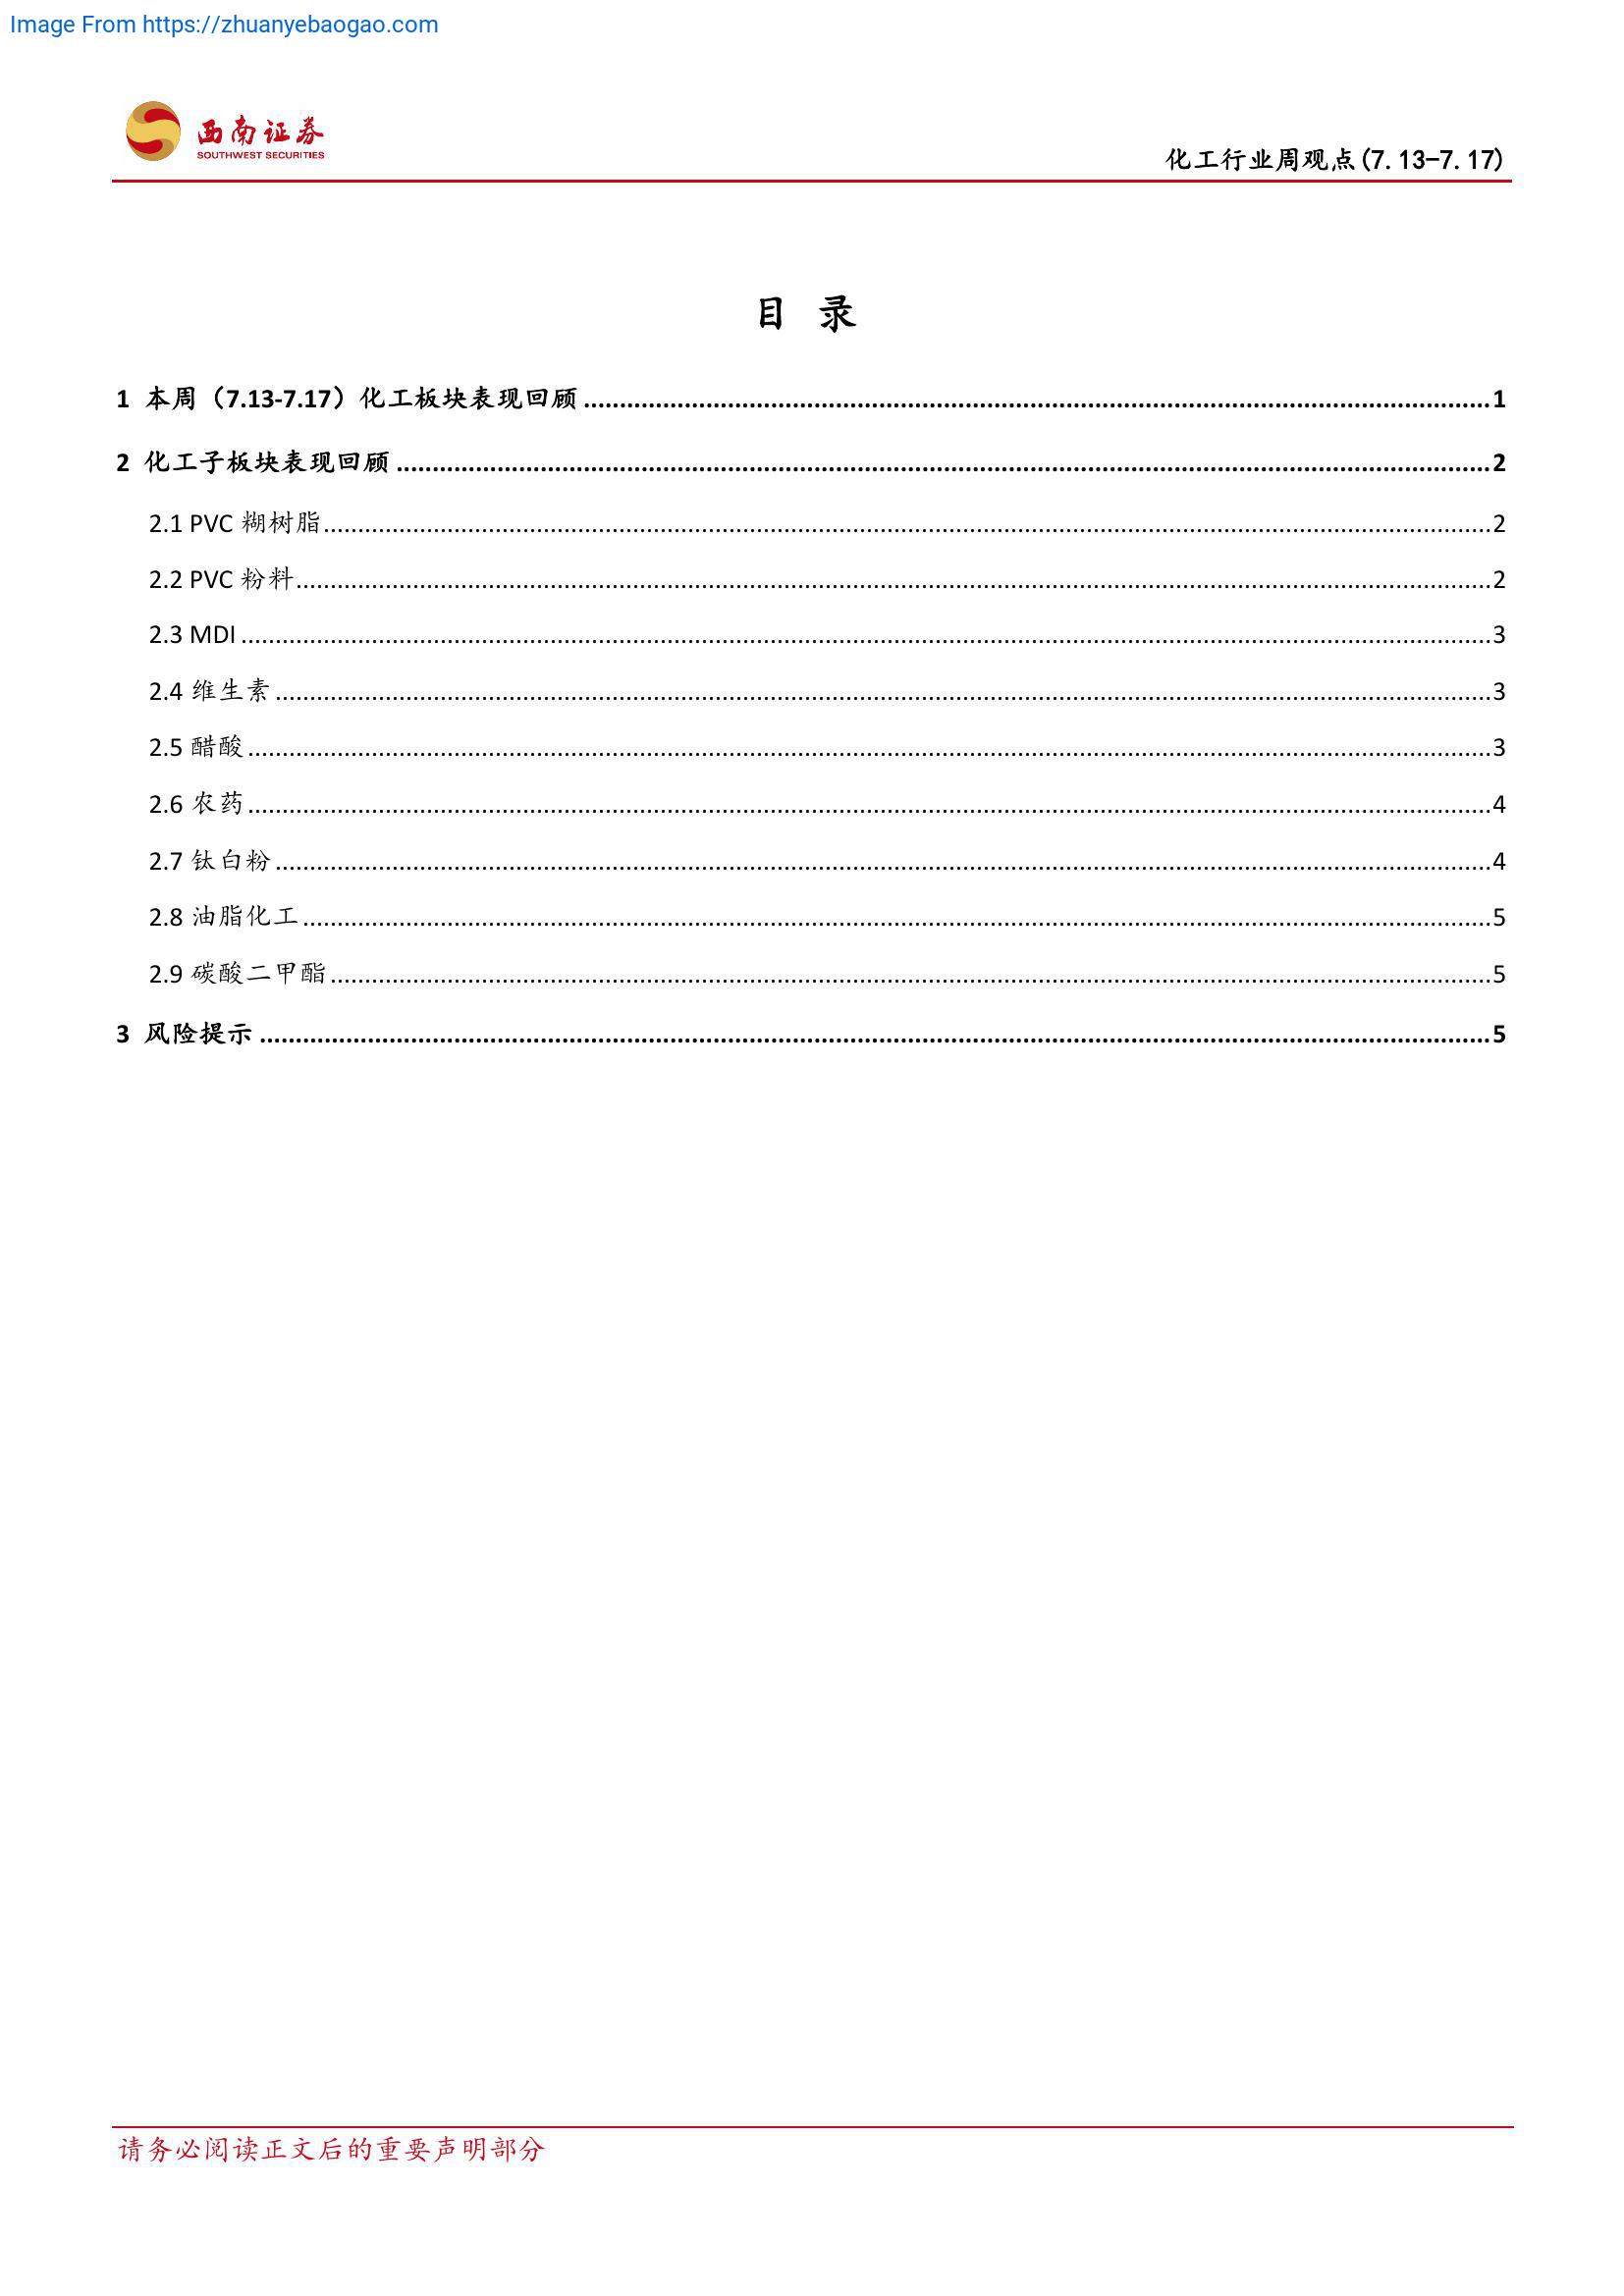 Image From https://zhuanyebaogao.com
西南证券
SOUTHWEST SECURITIES
化工行业周观点(7.13-7.17)
目 录
1 本周（7.13-7.17）化工板块表现回顾........1
2 化工子板块表现回顾........2
2.1 PVC 糊树脂........2
2.2 PVC 粉料........2
2.3 MDI........3
2.4 维生素........3
2.5 醋酸........3
2.6 农药........4
2.7 钛白粉........4
2.8 油脂化工........5
2.9 碳酸二甲酯........5
3 风险提示........5
请务必阅读正文后的重要声明部分